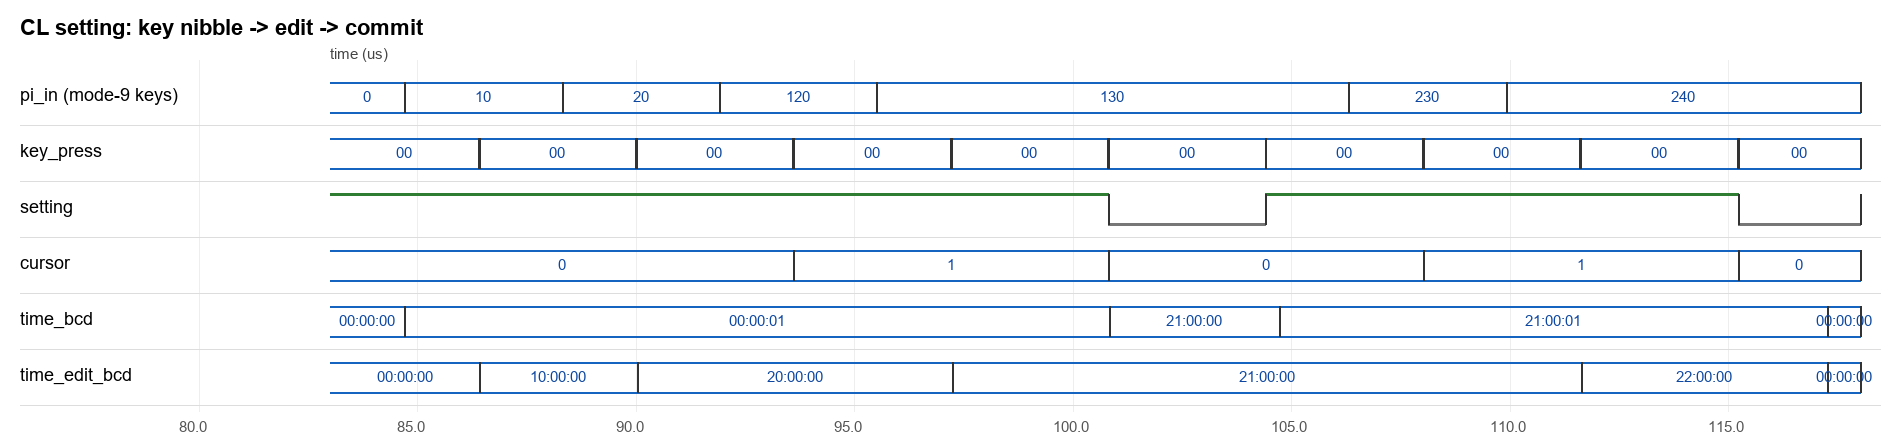 CL setting: key nibble -> edit -> commit
time (us)
pi_in (mode-9 keys) 0 10 20 120 130 230 240
key_press 00 00 00 00 00 00 00 00 00 00
setting
cursor 0 1 0 1 0
time_bcd 00:00:00 00:00:01 21:00:00 21:00:01 00:00:00
time_edit_bcd 00:00:00 10:00:00 20:00:00 21:00:00 22:00:00 00:00:00
80.0 85.0 90.0 95.0 100.0 105.0 110.0 115.0